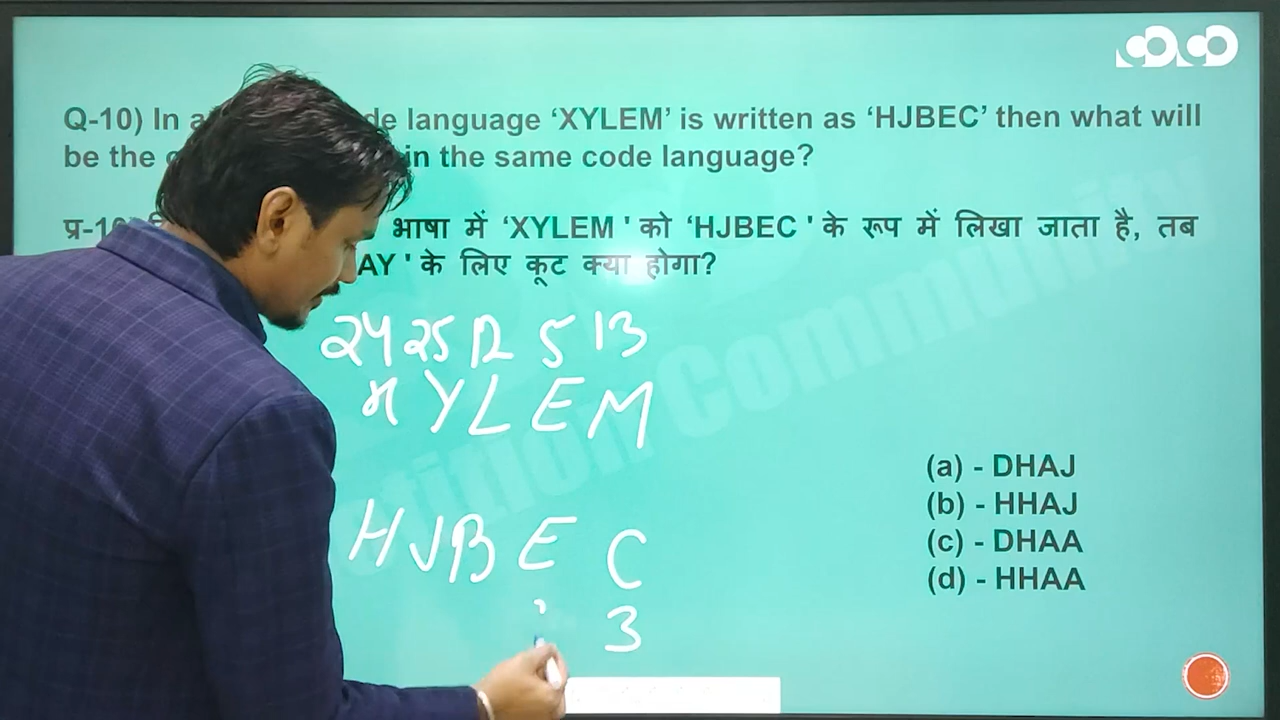 Q-10) In a de language ‘XYLEM’ is written as ‘HJBEC’ then what will
be the in the same code language?
प्र-10 भाषा में ‘XYLEM ' को ‘HJBEC ' के रूप में लिखा जाता है, तब
AY ' के लिए कूट क्या होगा?
24 25 12 5 13
X Y L E M
H J B E C
3
(a) - DHAJ
(b) - HHAJ
(c) - DHAA
(d) - HHAA
Community